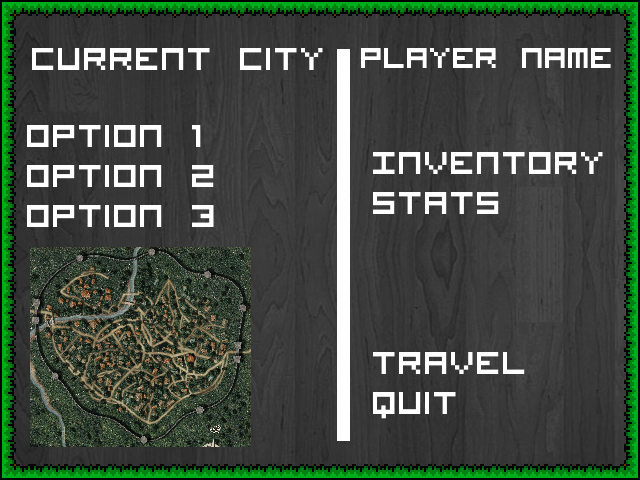 CURRENT CITY
OPTION 1
OPTION 2
OPTION 3
PLAYER NAME
INVENTORY
STATS
TRAVEL
QUIT